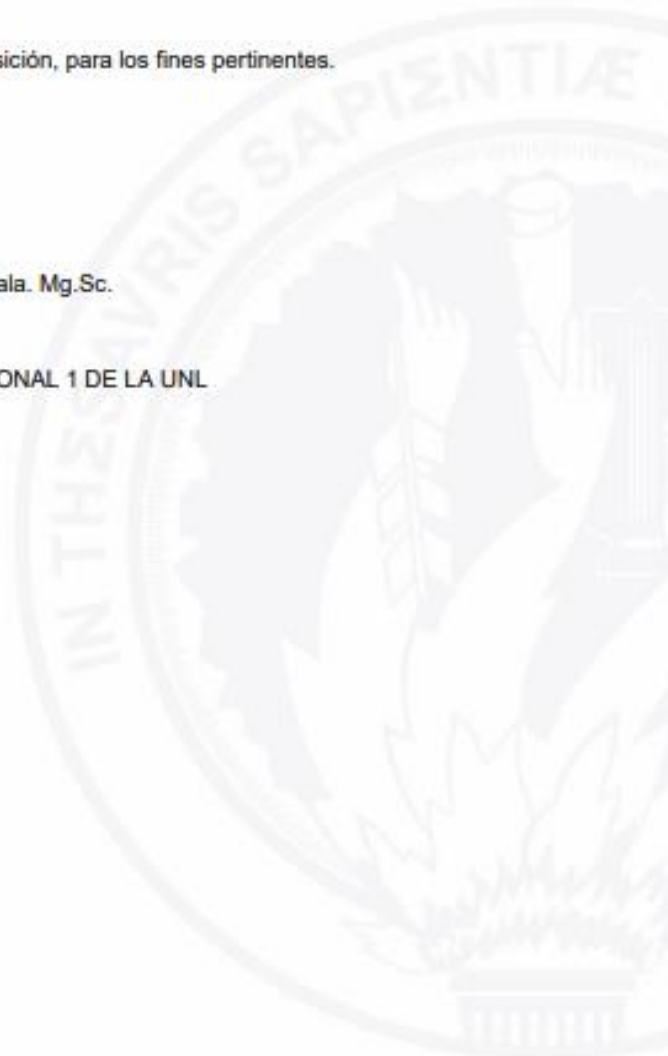 sición, para los fines pertinentes.
ala. Mg.Sc.
ONAL 1 DE LA UNL
IN THESAVRIS SAPIENTIÆ